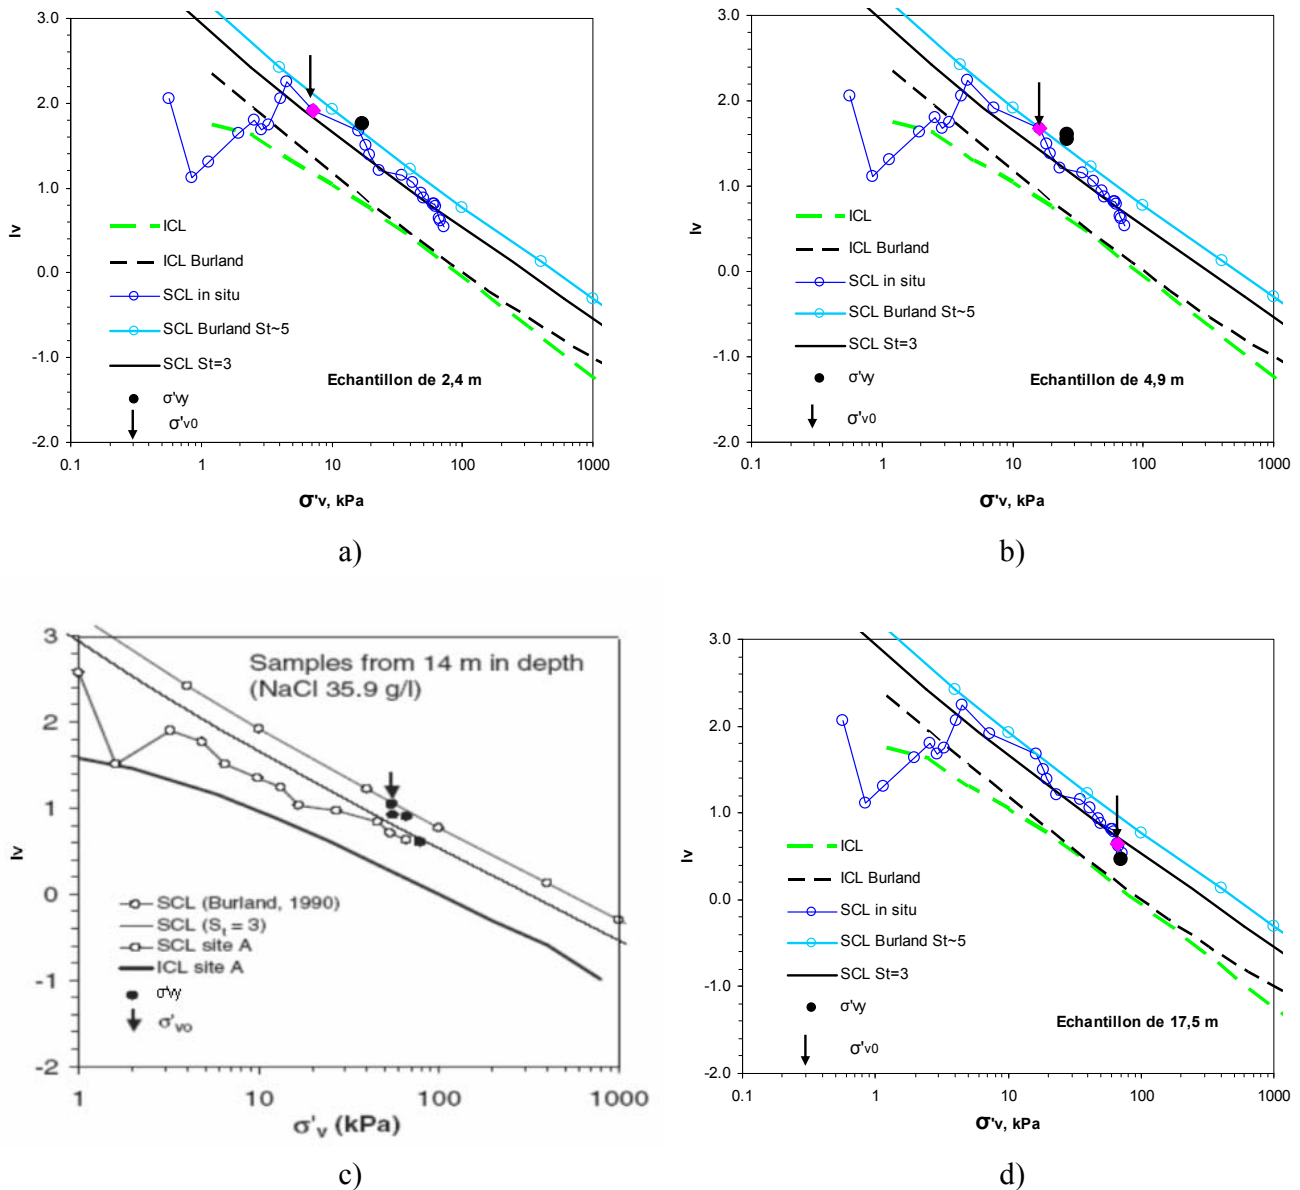 3.0
2.0
1.0
0.0
-1.0
-2.0
Iv
ICL
ICL Burland
SCL in situ
SCL Burland St~5
SCL St=3
σ'vy
σ'v0
Echantillon de 2,4 m
0.1 1 10 100 1000
σ'v, kPa
a)
3.0
2.0
1.0
0.0
-1.0
-2.0
Iv
ICL
ICL Burland
SCL in situ
SCL Burland St~5
SCL St=3
σ'vy
σ'v0
Echantillon de 4,9 m
0.1 1 10 100 1000
σ'v, kPa
b)
3
2
1
0
-1
-2
Iv
Samples from 14 m in depth
(NaCl 35.9 g/l)
SCL (Burland, 1990)
SCL (St = 3)
SCL site A
ICL site A
σ'vy
σ'vo
1 10 100 1000
σ'v (kPa)
c)
3.0
2.0
1.0
0.0
-1.0
-2.0
Iv
ICL
ICL Burland
SCL in situ
SCL Burland St~5
SCL St=3
σ'vy
σ'v0
Echantillon de 17,5 m
0.1 1 10 100 1000
σ'v, kPa
d)